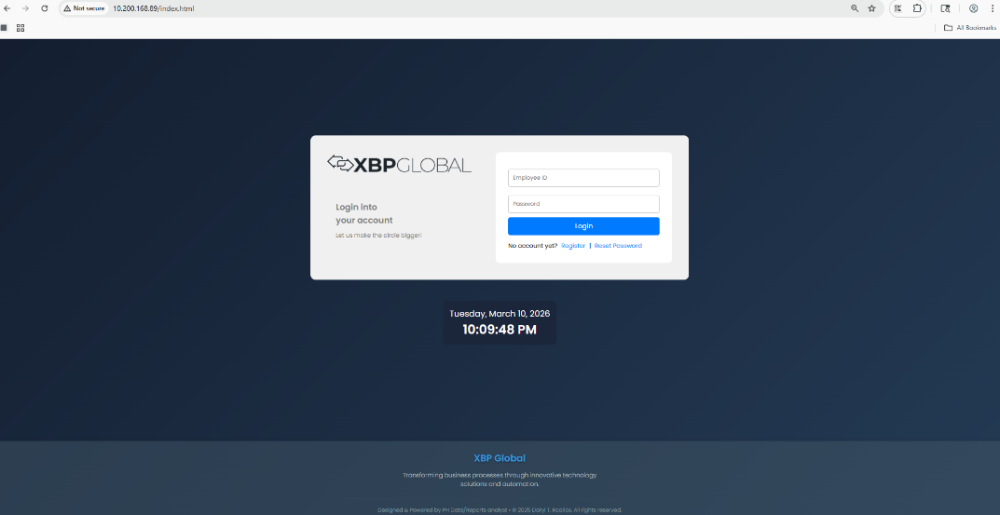 Not secure
10.200.168.89/index.html
All Bookmarks
XBPGLOBAL
Login into
your account
Let us make the circle bigger!
Employee ID
Password
Login
No account yet? Register | Reset Password
Tuesday, March 10, 2026
10:09:48 PM
XBP Global
Transforming business processes through innovative technology
solutions and automation.
Designed & Powered by PH Data/Reports analyst - © 2025 Daryl T. All rights reserved.